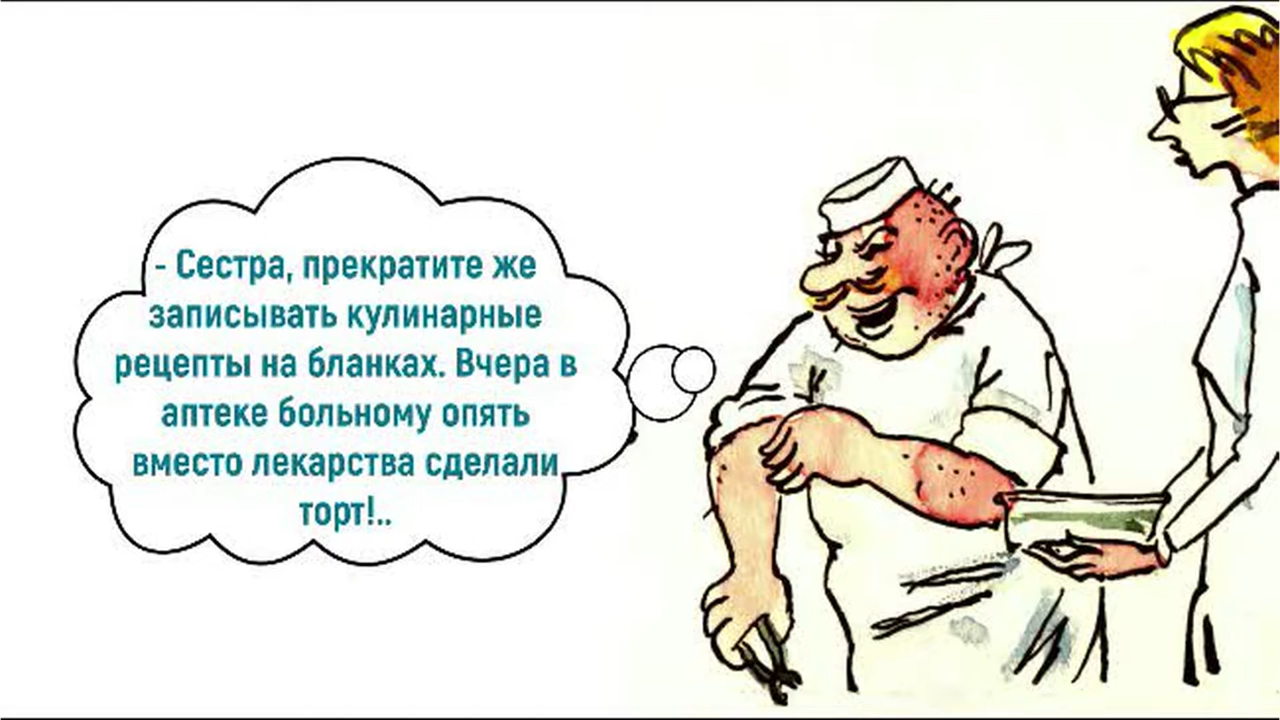 - Сестра, прекратите же
записывать кулинарные
рецепты на бланках. Вчера в
аптеке больному опять
вместо лекарства сделали
торт!..